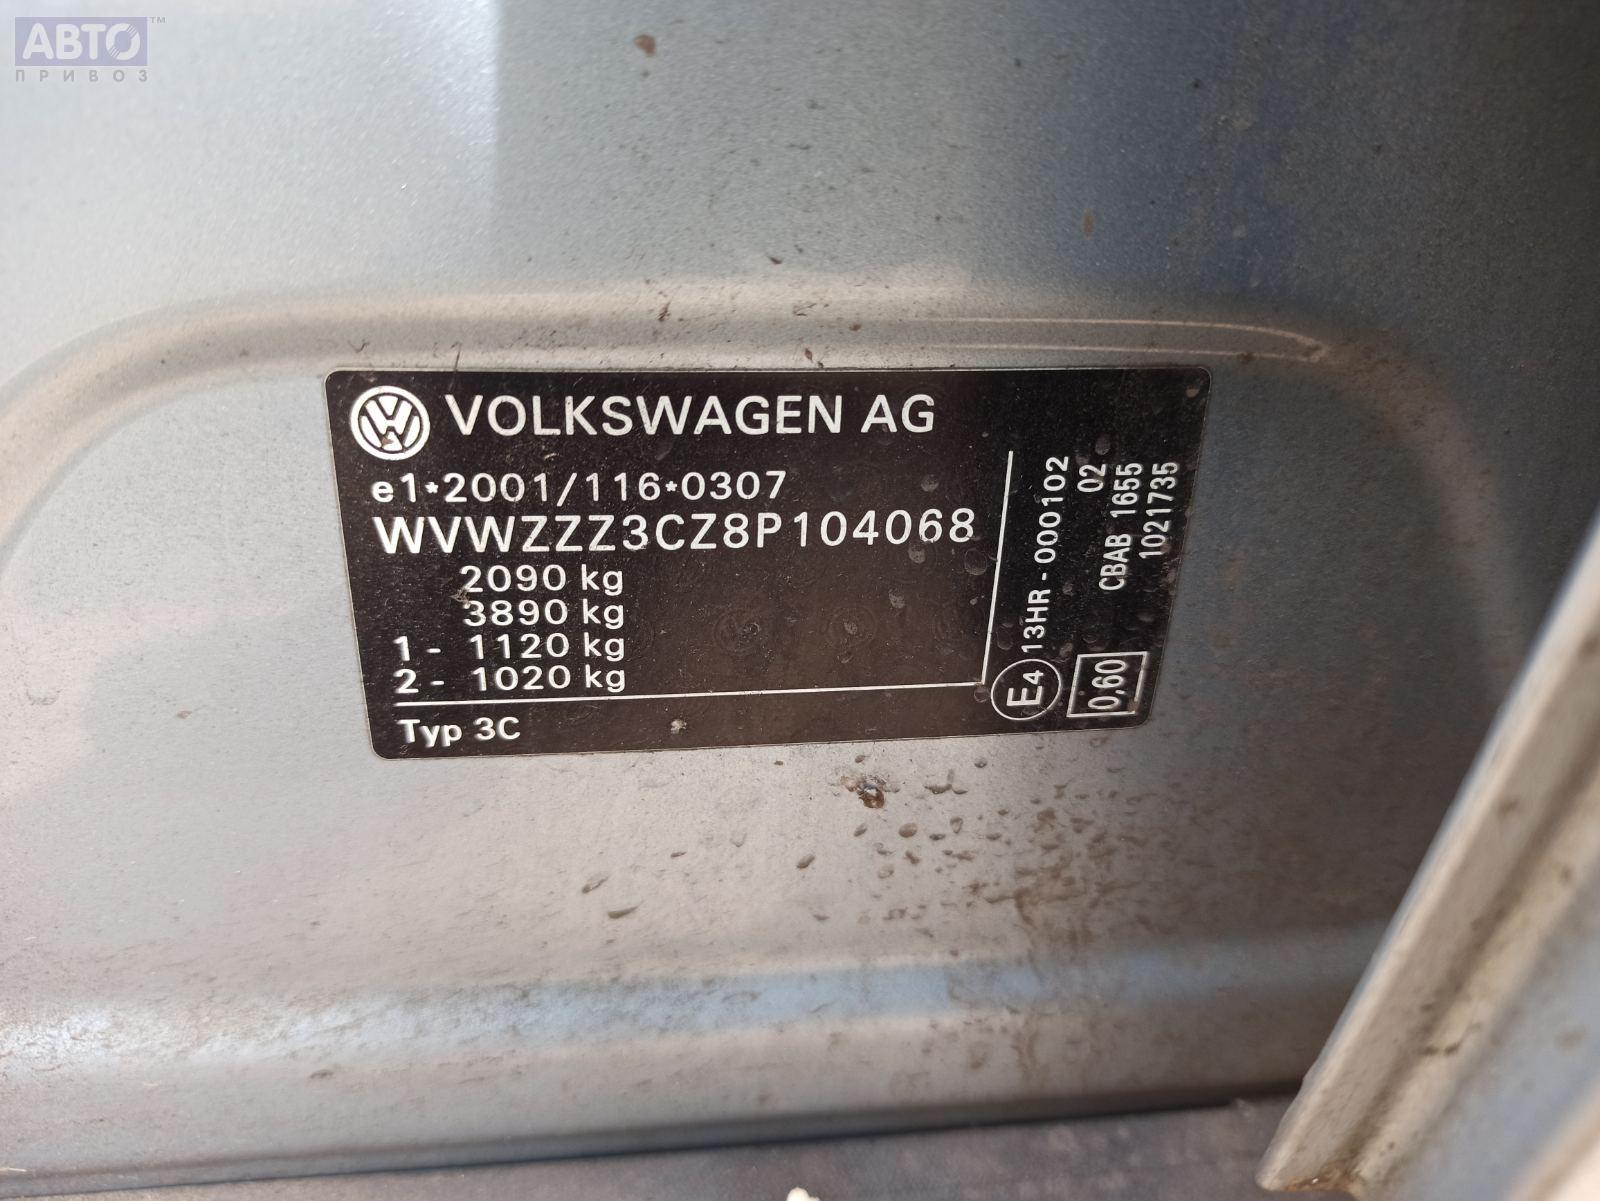 АВТО™
ПРИВОЗ
VOLKSWAGEN AG
e1*2001/116*0307
WVWZZZ3CZ8P104068
2090 kg
3890 kg
1 - 1120 kg
2 - 1020 kg
Typ 3C
E4 13HR - 000102
02
CBAB 1655
1021735
0,60